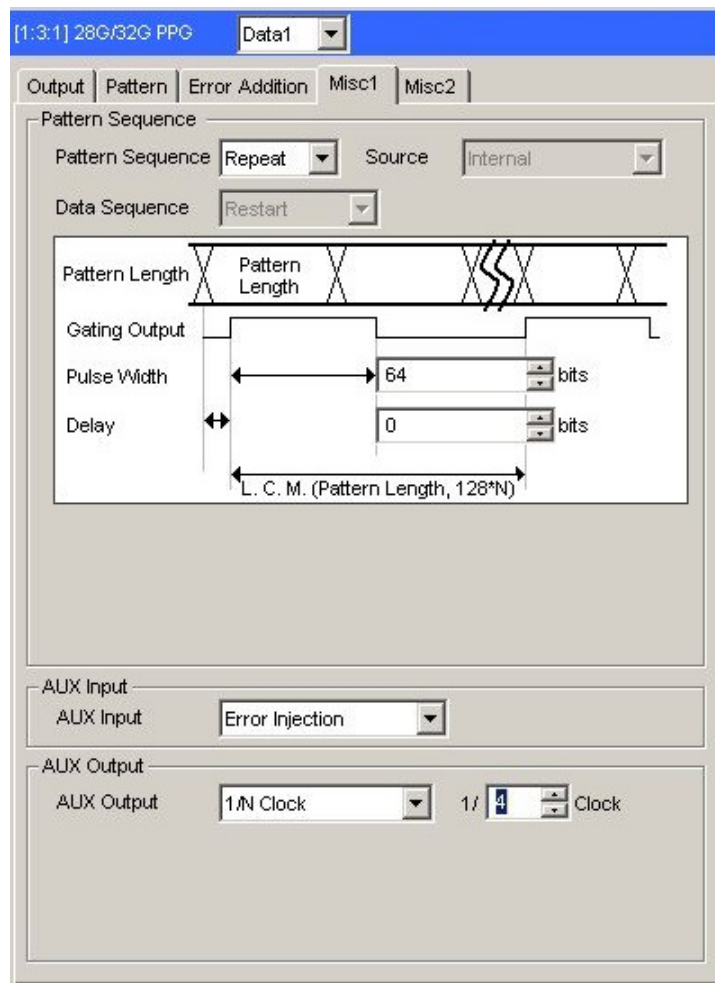 [1:3:1] 28G/32G PPG Data1
Output Pattern Error Addition Misc1 Misc2
Pattern Sequence
Pattern Sequence Repeat Source Internal
Data Sequence Restart
Pattern Length Pattern Length
Gating Output
Pulse Width 64 bits
Delay 0 bits
L. C. M. (Pattern Length, 128*N)
AUX Input
AUX Input Error Injection
AUX Output
AUX Output 1/N Clock 1/ 4 Clock